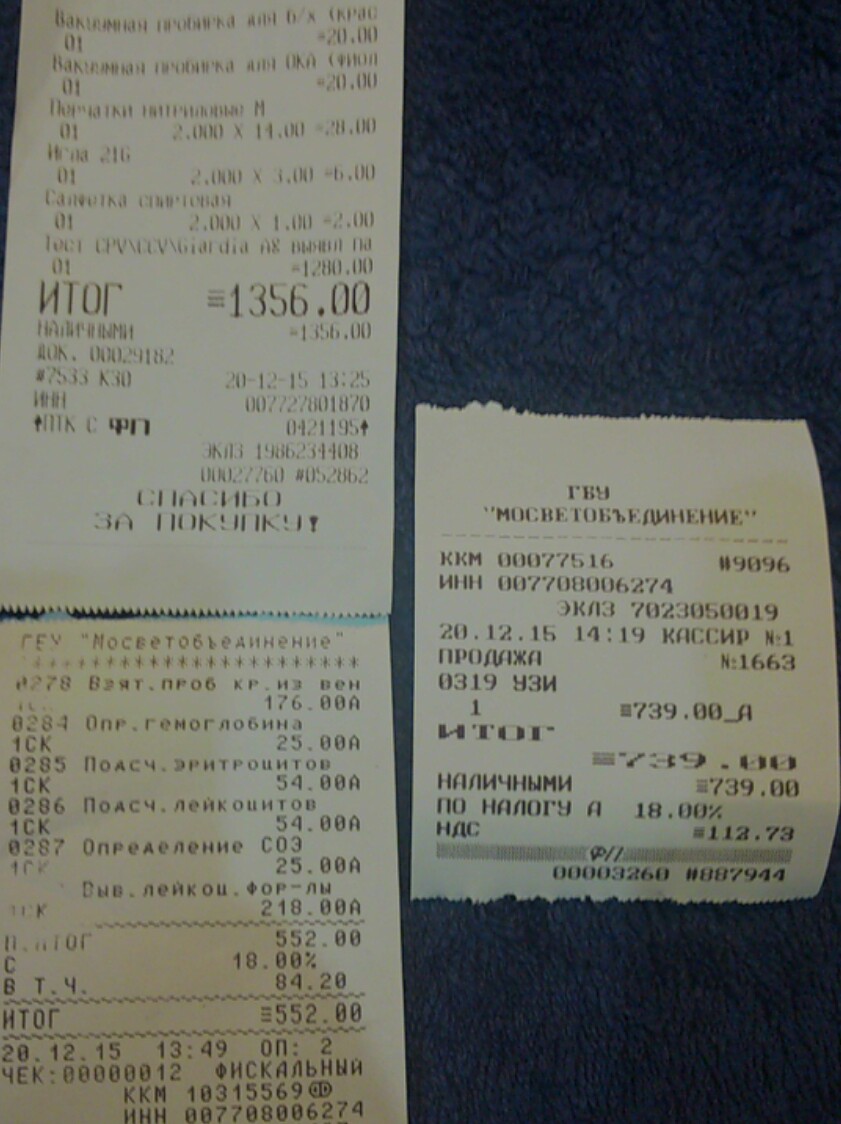 Вакуумная пробирка для б/х (крас
01 =20.00
Вакуумная пробирка для ОКА (фиол
01 =20.00
Перчатки нитриловые М
01 2.000 X 14.00 =28.00
Игла 21G
01 2.000 X 3.00 =6.00
Салфетка спиртовая
01 2.000 X 1.00 =2.00
Тест CPV\CCV\Giardia Ag выявл па
01 =1280.00
ИТОГ ≡1356.00
НАЛИЧНЫМИ =1356.00
ДОК. 00029182
#7533 К30 20-12-15 13:25
ИНН 007727801870
ПТК С ФП 0421195
ЭКЛЗ 1986234408
00027760 #052862
СПАСИБО
ЗА ПОКУПКУ!
ГБУ "Мосветобъединение"
************************
0278 Взят.проб кр.из вен
176.00А
0284 Опр.гемоглобина
1СК 25.00А
0285 Подсч.эритроцитов
1СК 54.00А
0286 Подсч.лейкоцитов
1СК 54.00А
0287 Определение СОЭ
1СК 25.00А
Выв.лейкоц.фор-лы
1СК 218.00А
П.ИТОГ 552.00
С 18.00%
В Т.Ч. 84.20
ИТОГ ≡552.00
20.12.15 13:49 ОП: 2
ЧЕК:00000012 ФИСКАЛЬНЫЙ
ККМ 10315569
ИНН 007708006274
ГБУ
"МОСВЕТОБЪЕДИНЕНИЕ"
ККМ 00077516 #9096
ИНН 007708006274
ЭКЛЗ 7023050019
20.12.15 14:19 КАССИР №1
ПРОДАЖА №1663
0319 УЗИ
1 ≡739.00_А
ИТОГ
≡739.00
НАЛИЧНЫМИ ≡739.00
ПО НАЛОГУ А 18.00%
НДС ≡112.73
ФП
00003260 #887944